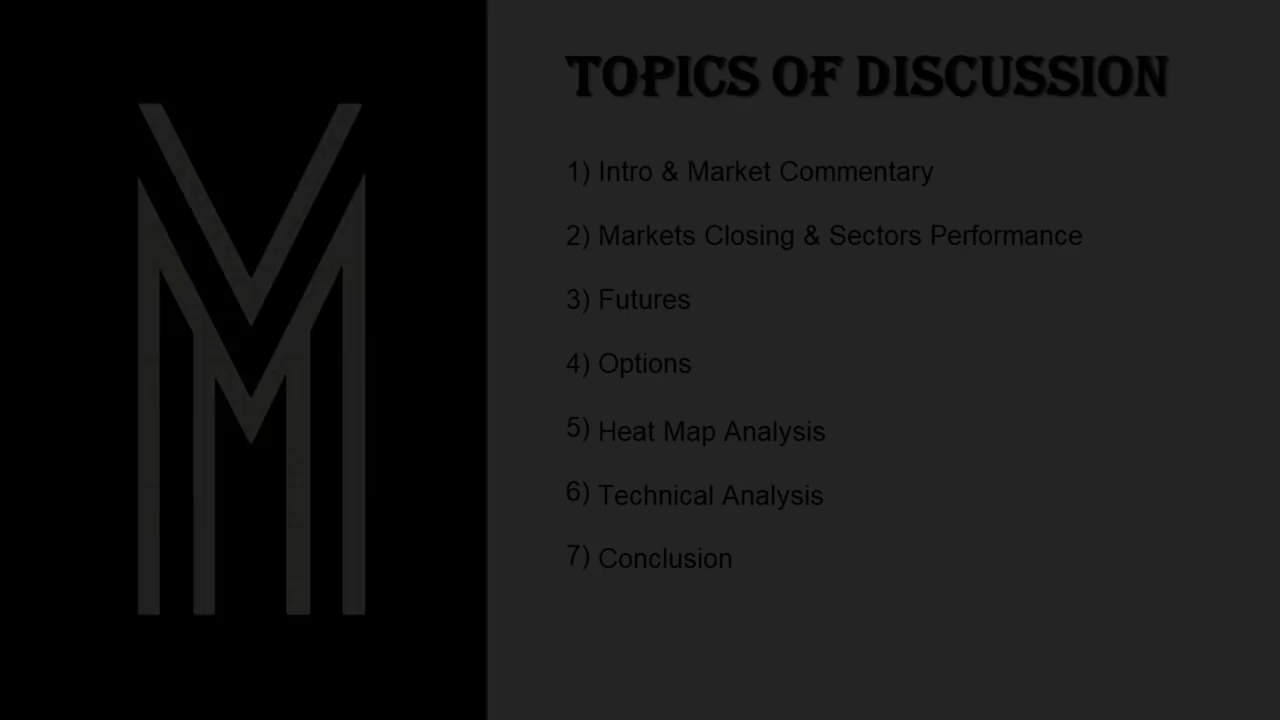 TOPICS OF DISCUSSION
1) Intro & Market Commentary
2) Markets Closing & Sectors Performance
3) Futures
4) Options
5) Heat Map Analysis
6) Technical Analysis
7) Conclusion